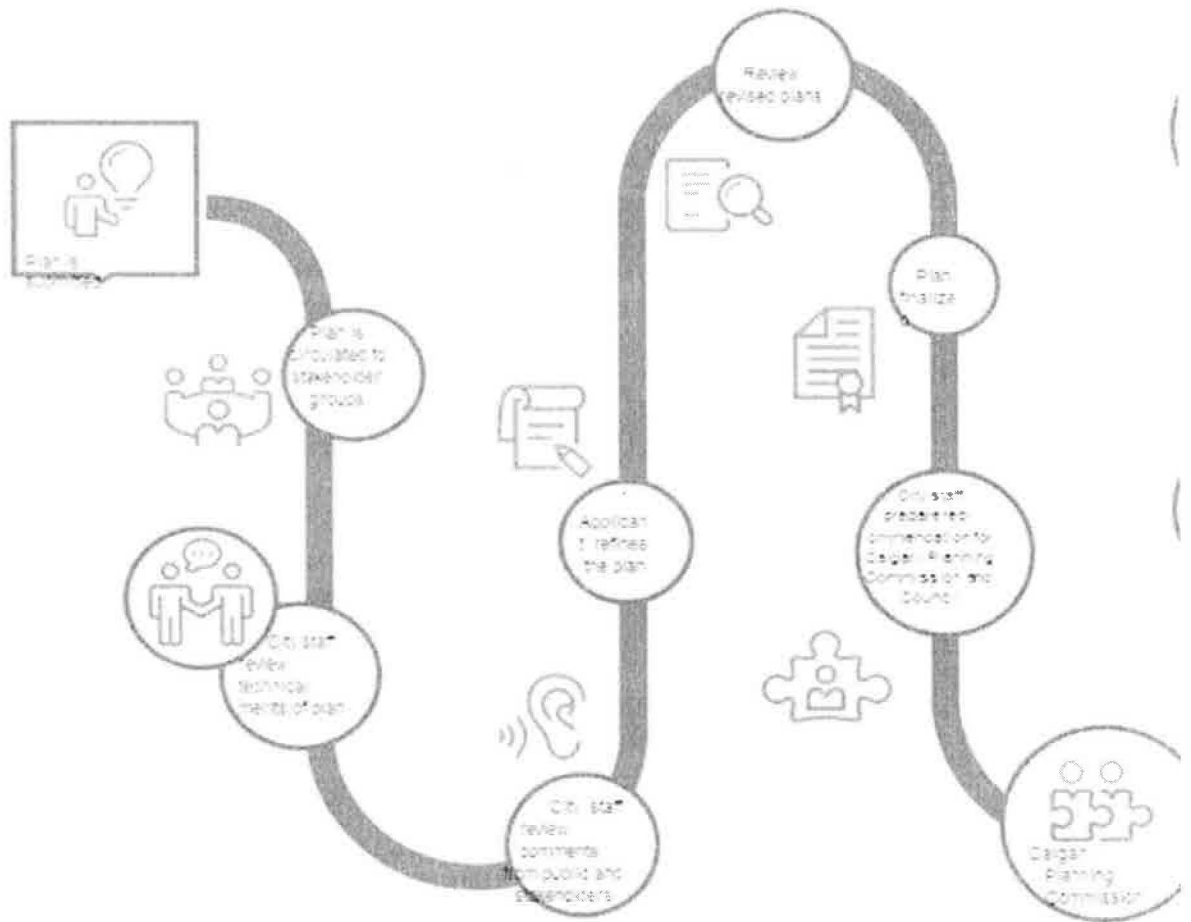 Plan is
submitted
Plan is
circulated to
stakeholder
groups
City staff
review
technical
merits of plan
City staff
review
comments
from public and
stakeholders
Applican
t refines
the plan
Review
revised plans
Plan
finalize
d
City staff
prepare re
ommendation for
Calgary Planning
Commission and
Council
Calgary
Planning
Commission